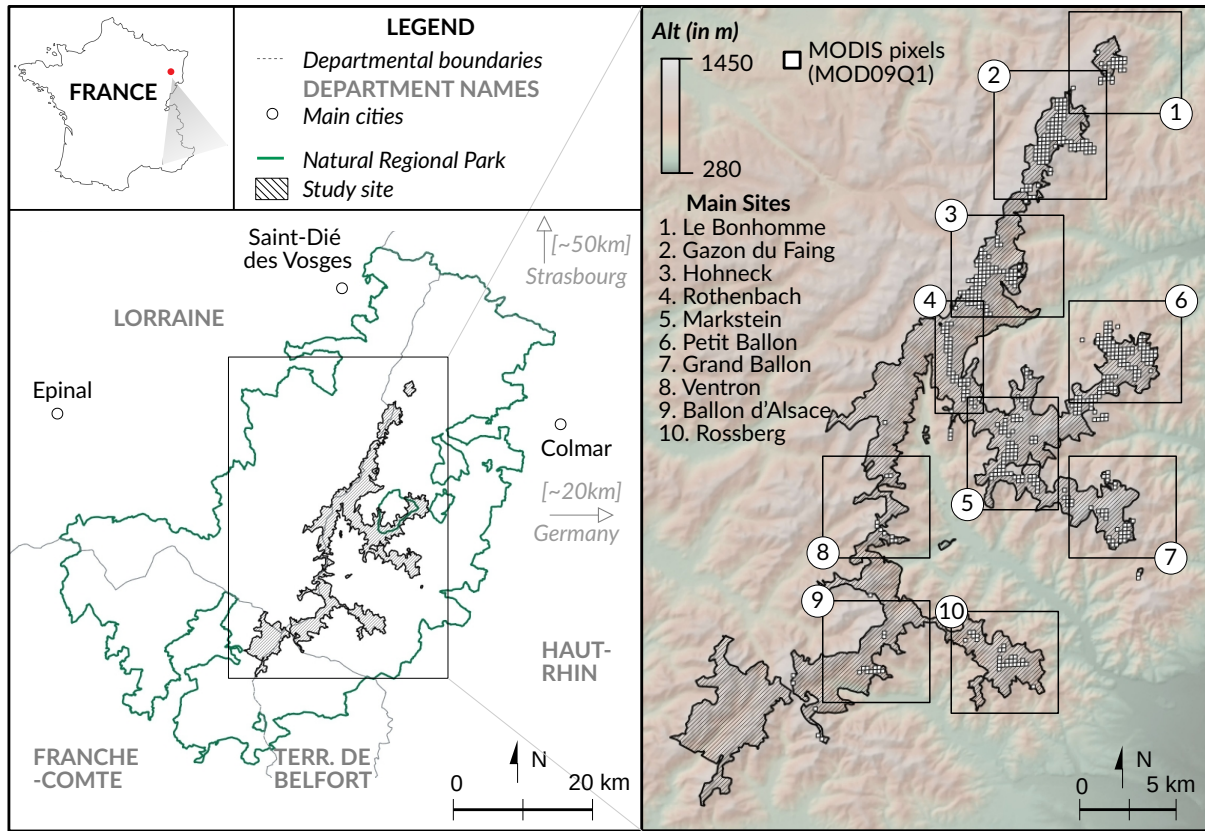 FRANCE
LEGEND
Departmental boundaries
DEPARTMENT NAMES
Main cities
Natural Regional Park
Study site
Saint-Dié
des Vosges
[~50km]
Strasbourg
LORRAINE
Epinal
Colmar
[~20km]
Germany
HAUT-
RHIN
FRANCHE
-COMTE
TERR. DE
BELFORT
N
0 20 km
Alt (in m)
1450
280
MODIS pixels
(MOD09Q1)
Main Sites
1. Le Bonhomme
2. Gazon du Faing
3. Hohneck
4. Rothenbach
5. Markstein
6. Petit Ballon
7. Grand Ballon
8. Ventron
9. Ballon d'Alsace
10. Rossberg
2
1
3
4
6
5
8
7
9
10
N
0 5 km